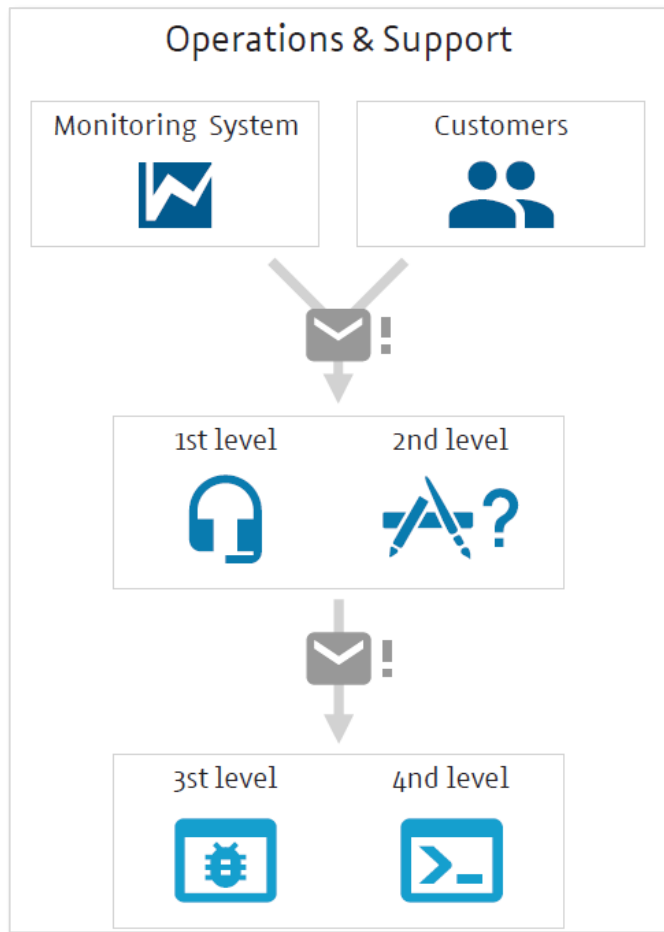 Operations & Support
Monitoring System
Customers
!
1st level
2nd level
?
!
3st level
4nd level